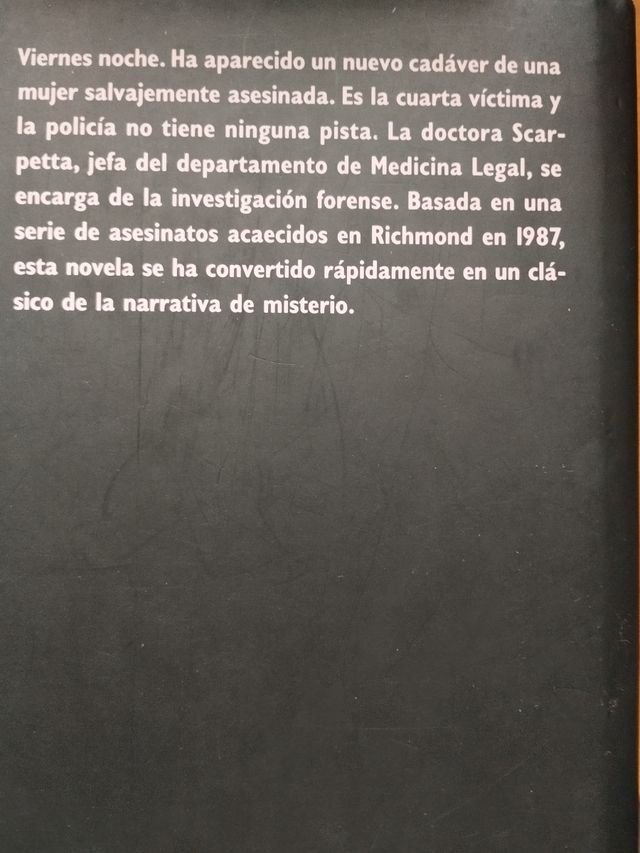 Viernes noche. Ha aparecido un nuevo cadáver de una
mujer salvajemente asesinada. Es la cuarta víctima y
la policía no tiene ninguna pista. La doctora Scar-
petta, jefa del departamento de Medicina Legal, se
encarga de la investigación forense. Basada en una
serie de asesinatos acaecidos en Richmond en 1987,
esta novela se ha convertido rápidamente en un clá-
sico de la narrativa de misterio.